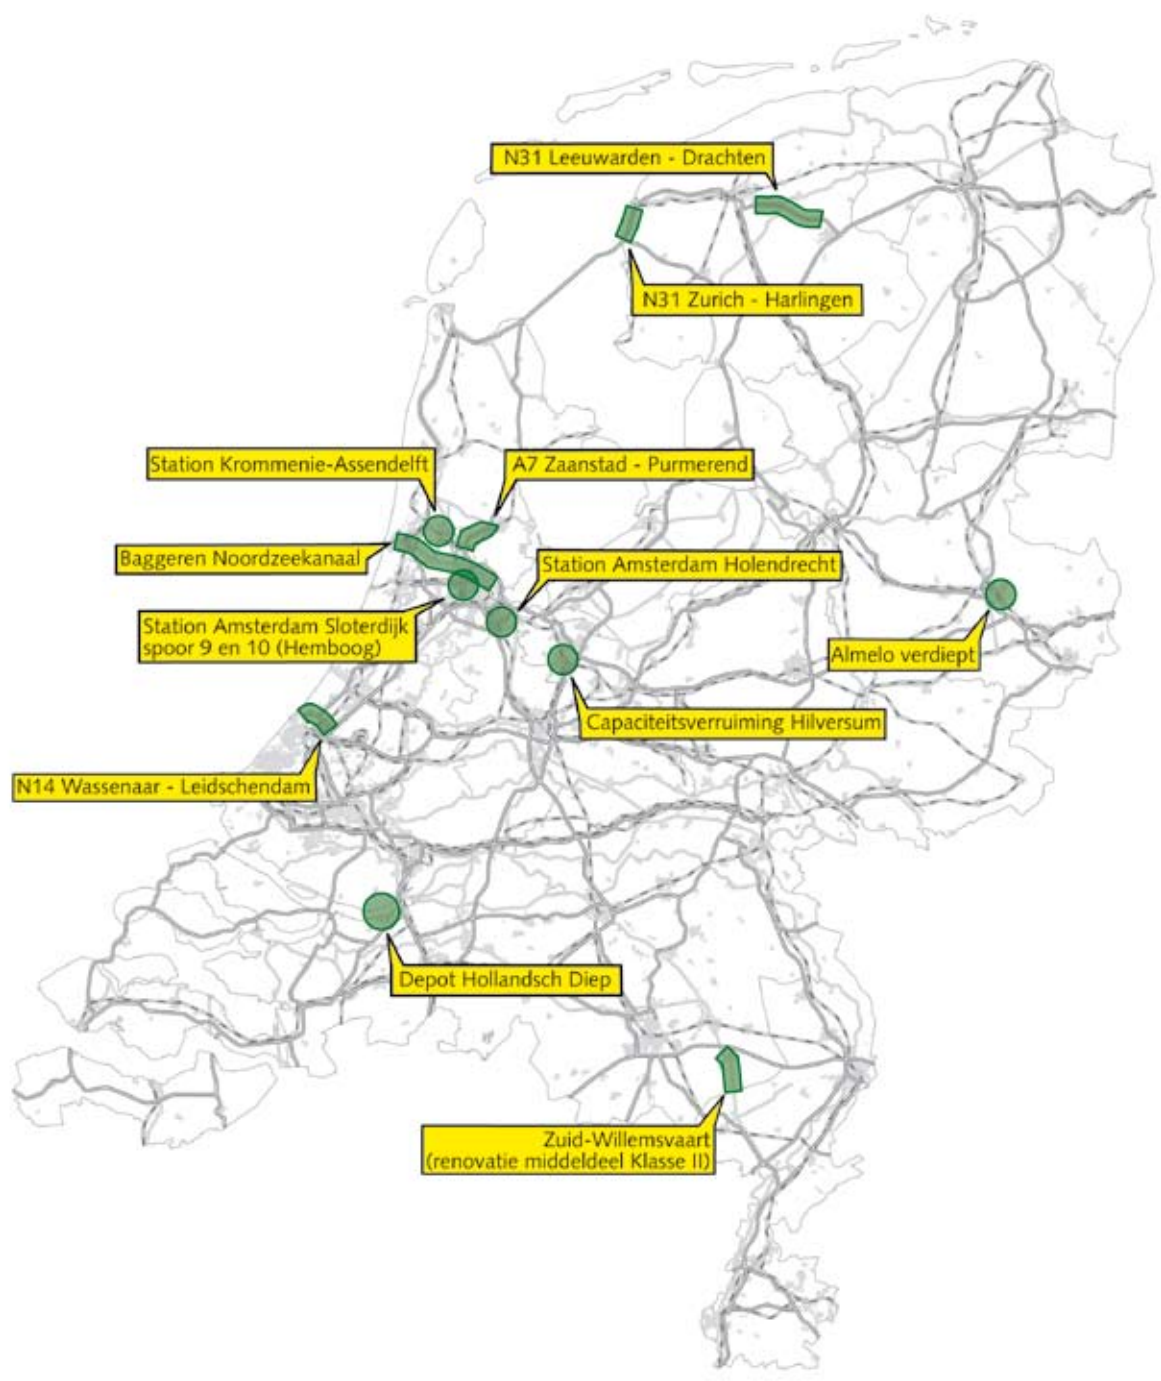 N31 Leeuwarden - Drachten
N31 Zurich - Harlingen
Station Krommenie-Assendelft
A7 Zaanstad - Purmerend
Baggeren Noordzeekanaal
Station Amsterdam Holendrecht
Station Amsterdam Sloterdijk
spoor 9 en 10 (Hemboog)
Almelo verdiept
Capaciteitsverruiming Hilversum
N14 Wassenaar - Leidschendam
Depot Hollandsch Diep
Zuid-Willemsvaart
(renovatie middeldeel Klasse II)